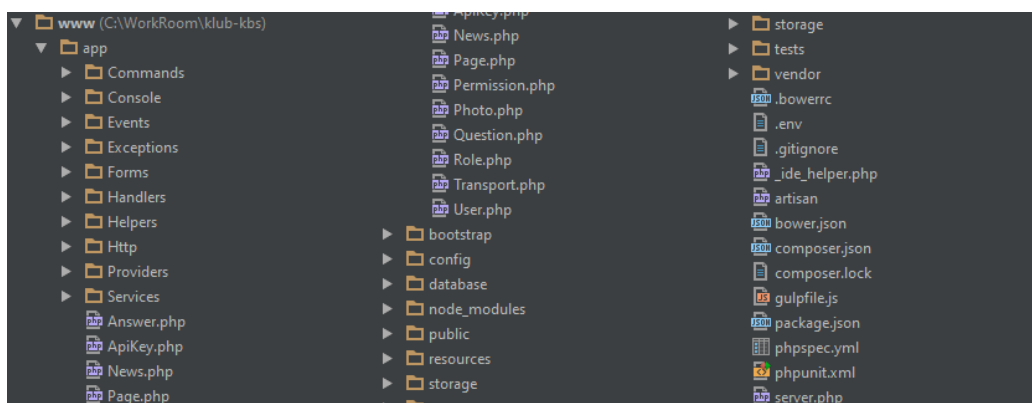 www (C:\WorkRoom\klub-kbs)
app
Commands
Console
Events
Exceptions
Forms
Handlers
Helpers
Http
Providers
Services
Answer.php
ApiKey.php
News.php
Page.php
ApiKey.php
News.php
Page.php
Permission.php
Photo.php
Question.php
Role.php
Transport.php
User.php
bootstrap
config
database
node_modules
public
resources
storage
storage
tests
vendor
.bowerrc
.env
.gitignore
_ide_helper.php
artisan
bower.json
composer.json
composer.lock
gulpfile.js
package.json
phpspec.yml
phpunit.xml
server.php